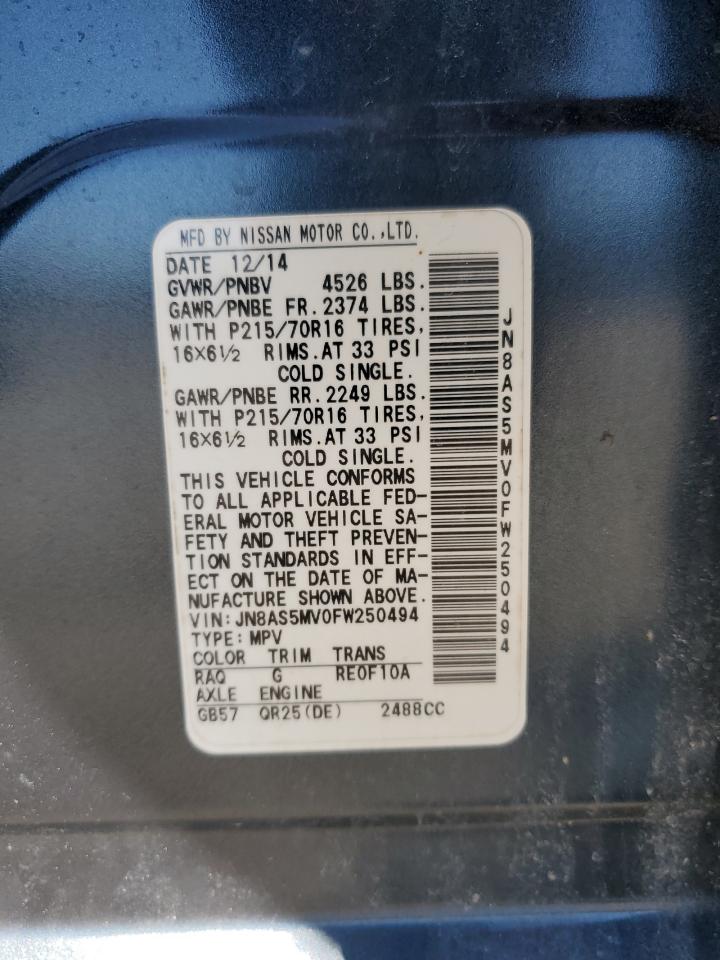 MFD BY NISSAN MOTOR CO.,LTD.
DATE 12/14
GVWR/PNBV 4526 LBS.
GAWR/PNBE FR.2374 LBS.
WITH P215/70R16 TIRES,
16X6½ RIMS.AT 33 PSI
COLD SINGLE.
GAWR/PNBE RR.2249 LBS.
WITH P215/70R16 TIRES,
16X6½ RIMS.AT 33 PSI
COLD SINGLE.
THIS VEHICLE CONFORMS
TO ALL APPLICABLE FED-
ERAL MOTOR VEHICLE SA-
FETY AND THEFT PREVEN-
TION STANDARDS IN EFF-
ECT ON THE DATE OF MA-
NUFACTURE SHOWN ABOVE.
VIN:JN8AS5MV0FW250494
TYPE:MPV
COLOR TRIM TRANS
RAQ G RE0F10A
AXLE ENGINE
GB57 QR25(DE) 2488CC
JN8AS5MV0FW250494